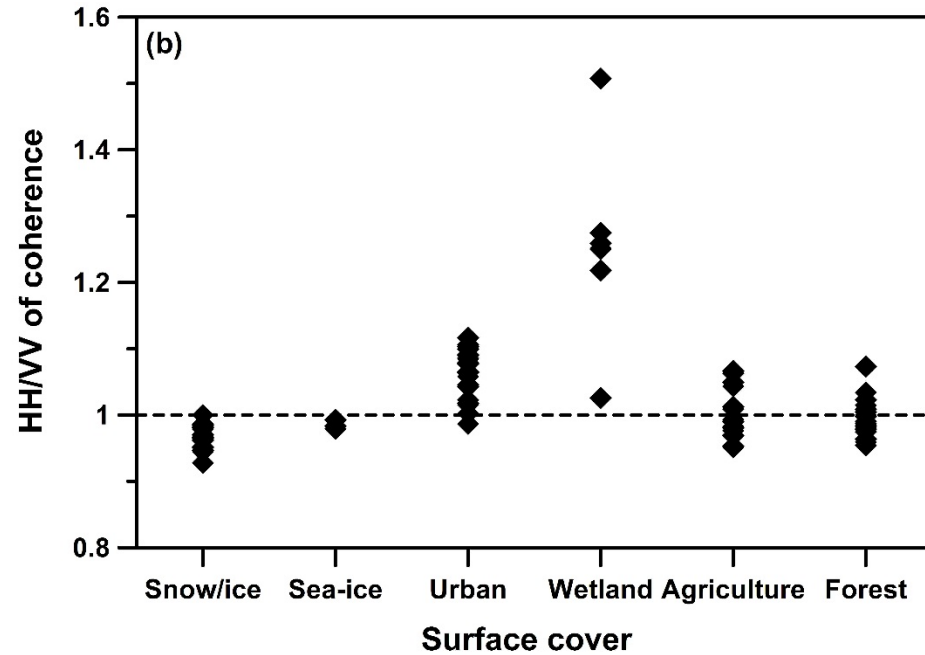 (b)
HH/VV of coherence
1.6
1.4
1.2
1
0.8
Snow/ice Sea-ice Urban Wetland Agriculture Forest
Surface cover